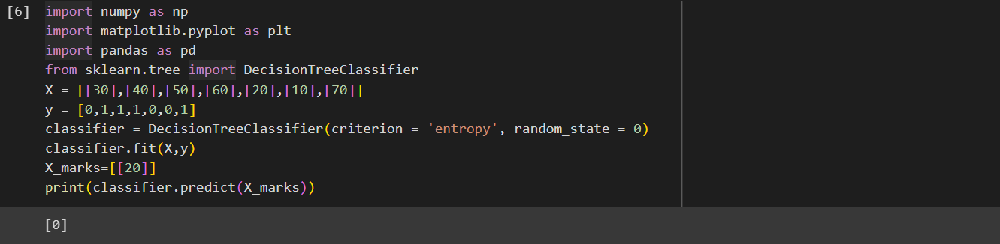 [6] import numpy as np
import matplotlib.pyplot as plt
import pandas as pd
from sklearn.tree import DecisionTreeClassifier
X = [[30],[40],[50],[60],[20],[10],[70]]
y = [0,1,1,1,0,0,1]
classifier = DecisionTreeClassifier(criterion = 'entropy', random_state = 0)
classifier.fit(X,y)
X_marks=[[20]]
print(classifier.predict(X_marks))
[0]